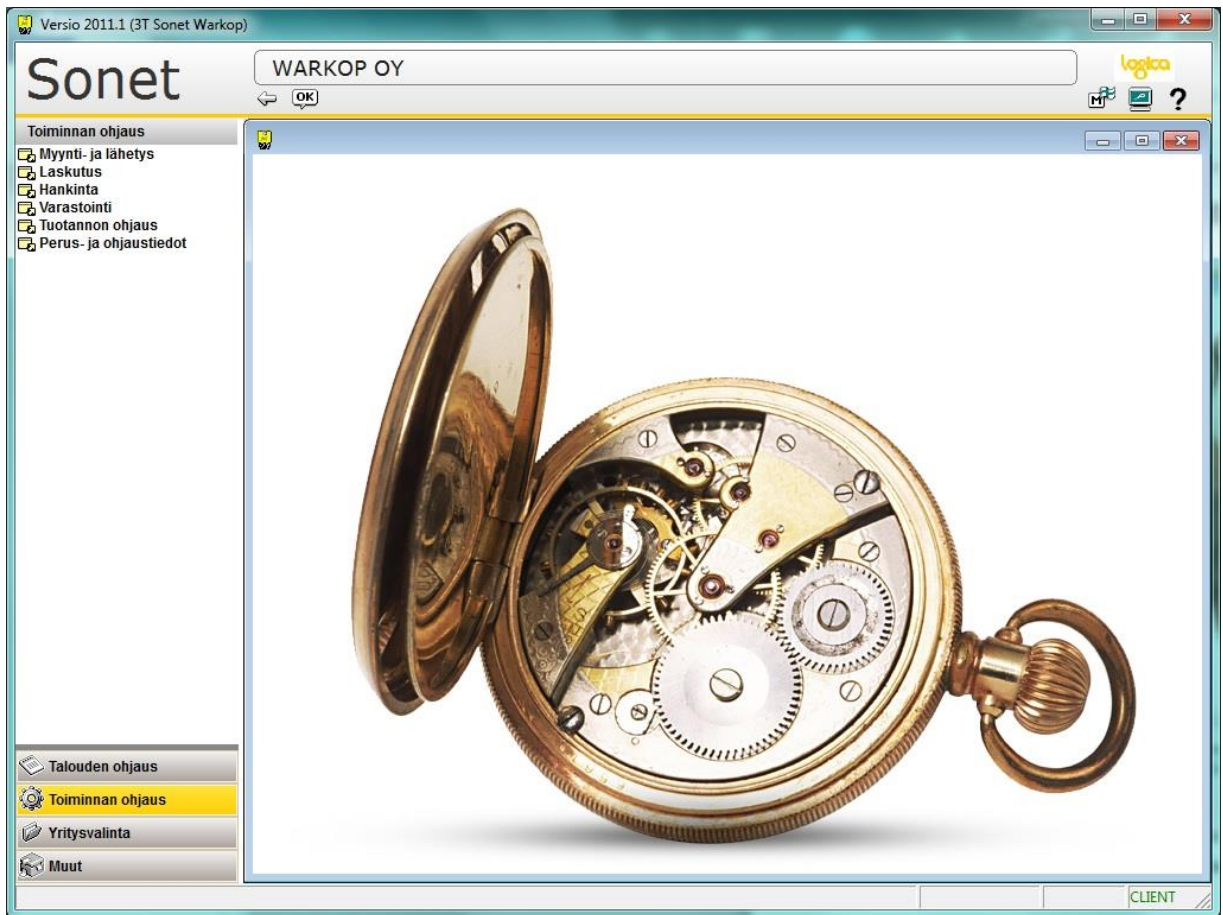 Versio 2011.1 (3T Sonet Warkop)
Sonet
WARKOP OY
logica
OK
M
?
Toiminnan ohjaus
Myynti- ja lähetys
Laskutus
Hankinta
Varastointi
Tuotannon ohjaus
Perus- ja ohjaustiedot
Talouden ohjaus
Toiminnan ohjaus
Yritysvalinta
Muut
CLIENT